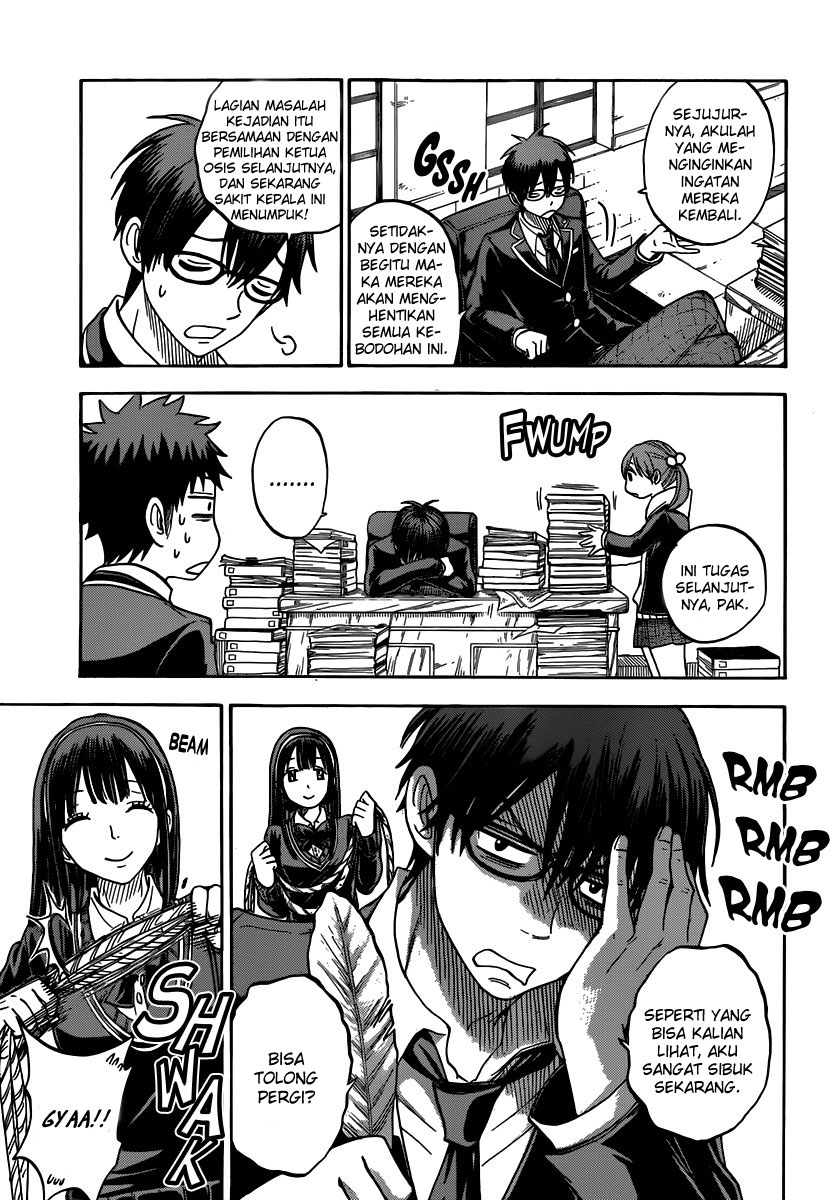 SEJUJUR-
NYA, AKULAH
YANG ME-
NGINGINKAN
INGATAN
MEREKA
KEMBALI.
GSSH
SETIDAK-
NYA DENGAN
BEGITU MA-
KA MEREKA
AKAN MENG-
HENTIKAN
SEMUA KE-
BODOHAN INI.
LAGIAN MASALAH
KEJADIAN ITU
BERSAMAAN DENGAN
PEMILIHAN KETUA
OSIS SELANJUTNYA,
DAN SEKARANG
SAKIT KEPALA INI
MENUMPUK!
FWUMP
INI TUGAS
SELANJUT-
NYA, PAK.
........
RMB
RMB
RMB
SEPERTI YANG
BISA KALIAN
LIHAT, AKU
SANGAT SIBUK
SEKARANG.
BISA
TOLONG
PERGI?
BEAM
SHWAK
GYAA!!
UUU